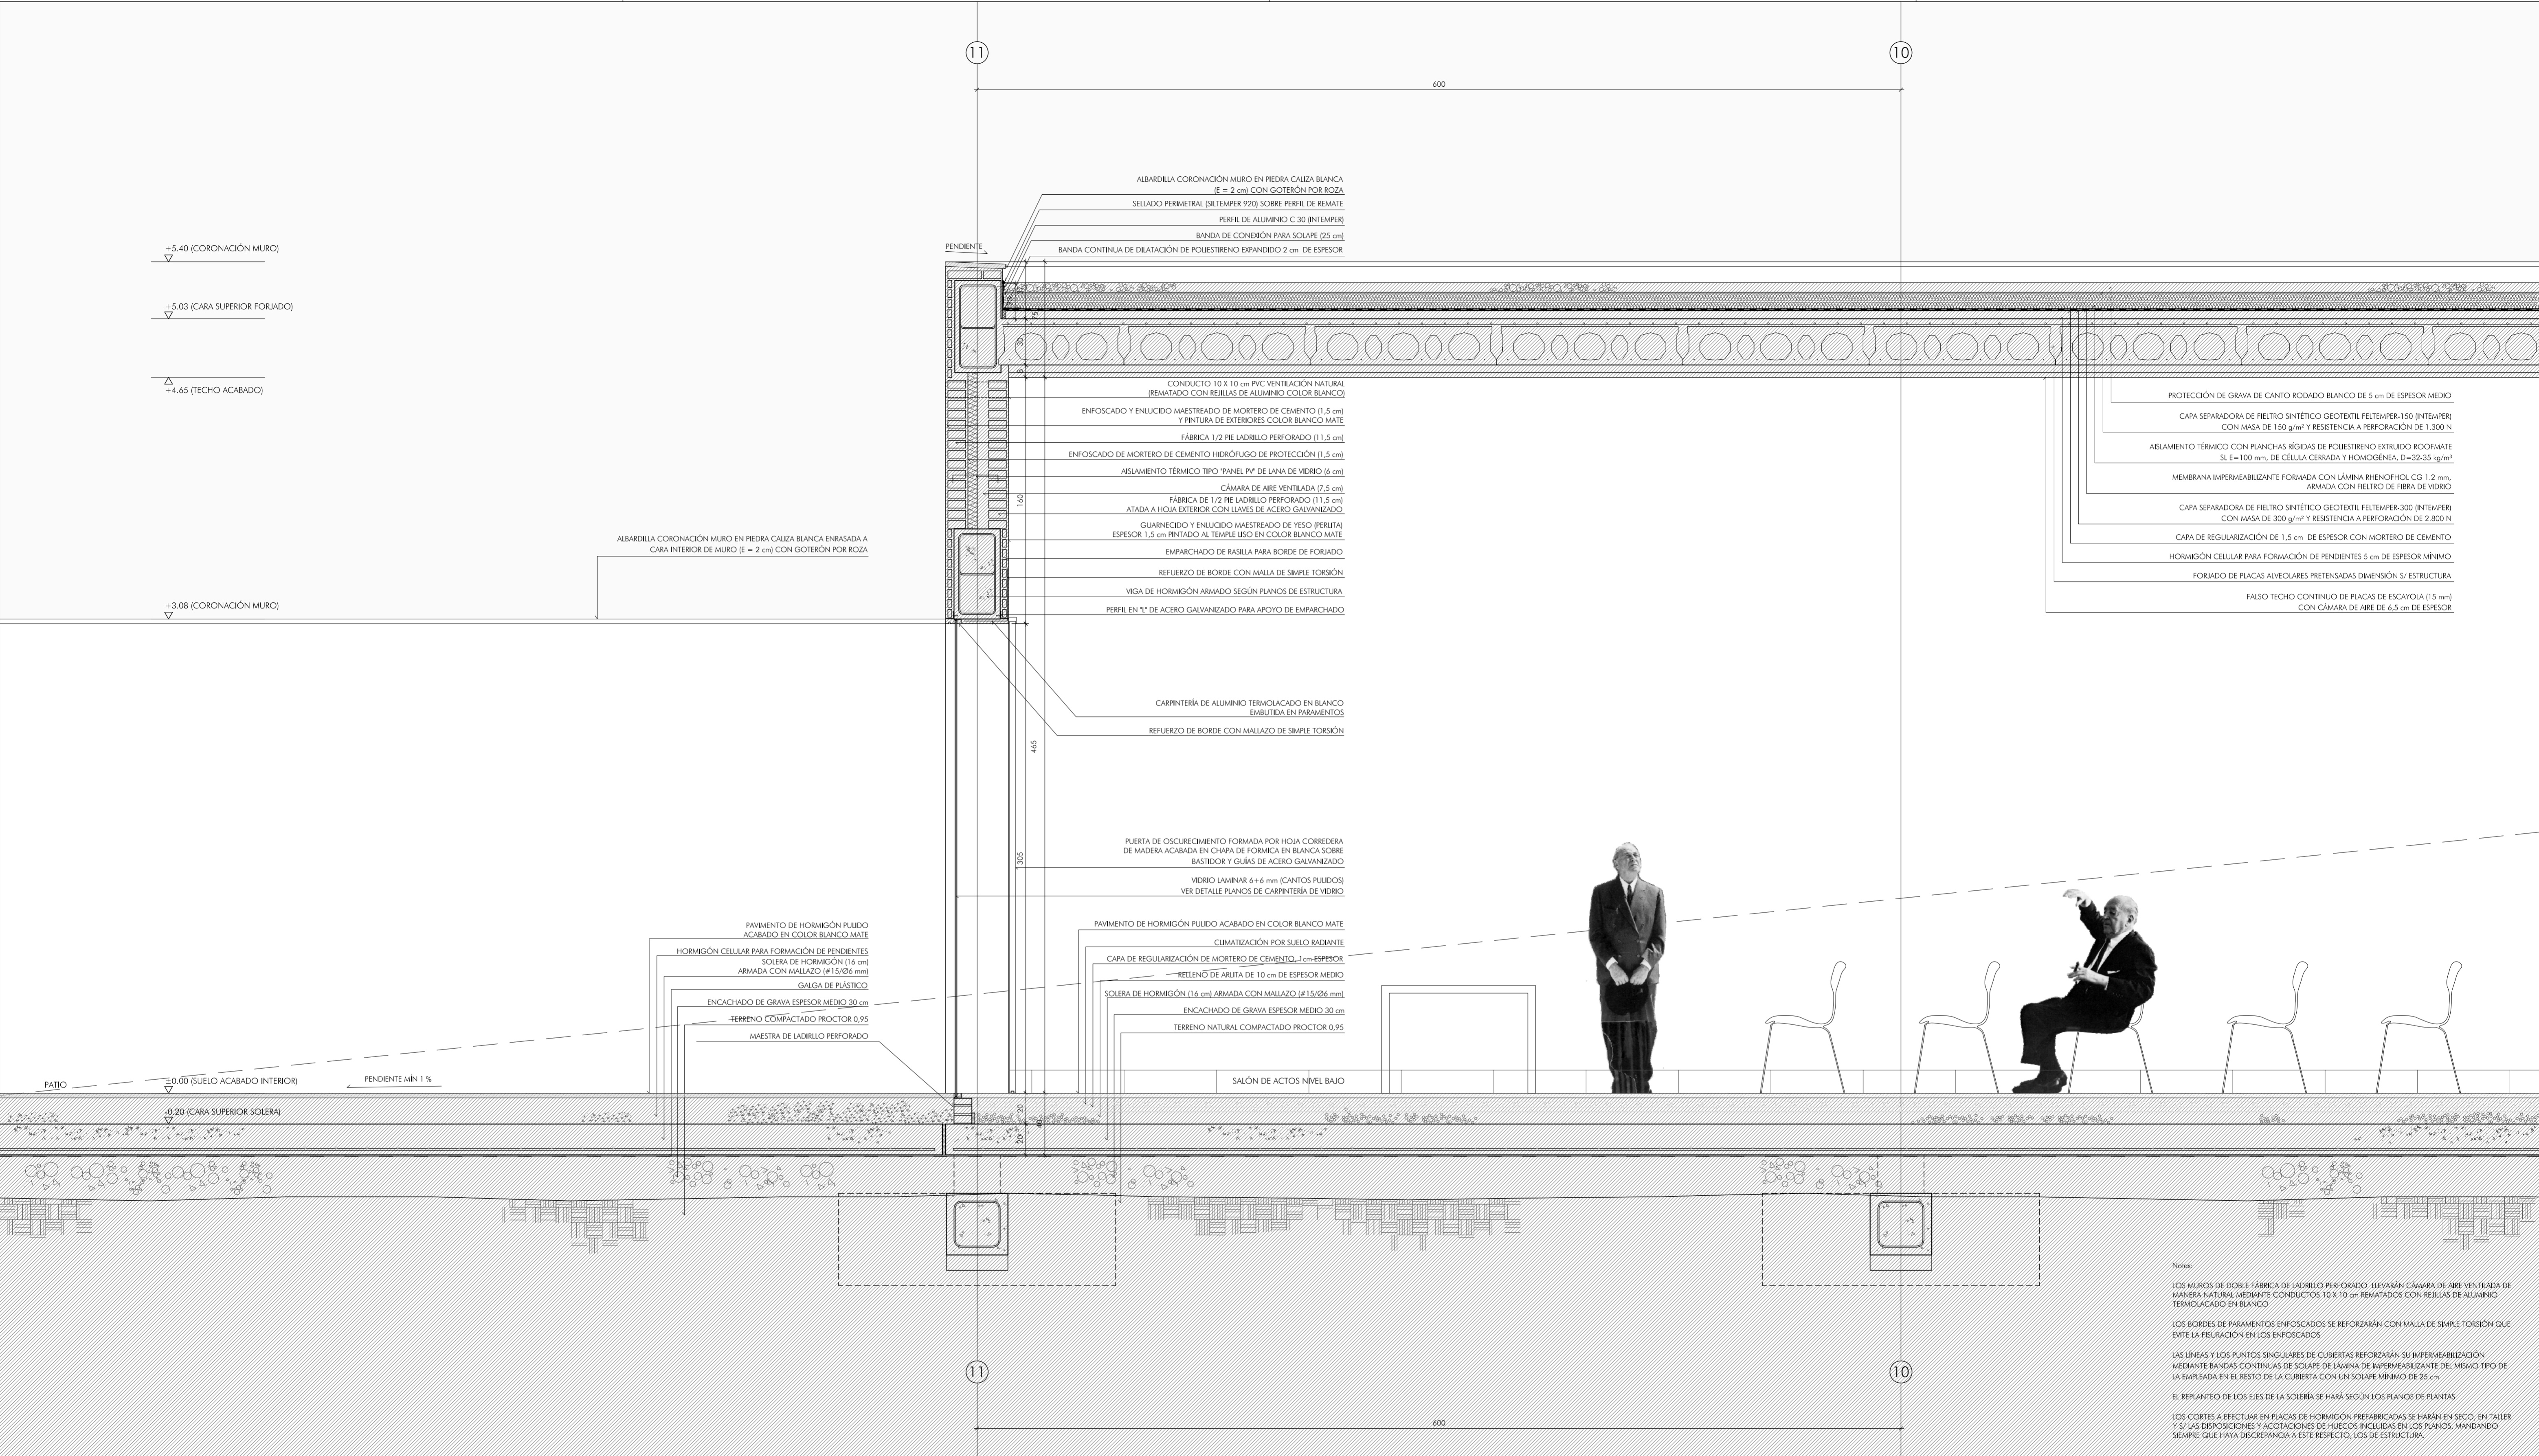 11
10
600
ALBARDILLA CORONACIÓN MURO EN PIEDRA CALIZA BLANCA
(E = 2 cm) CON GOTERÓN POR ROZA
SELLADO PERIMETRAL (SILTEMPER 920) SOBRE PERFIL DE REMATE
PERFIL DE ALUMINIO C 30 (INTEMPER)
BANDA DE CONEXIÓN PARA SOLAPE (25 cm)
BANDA CONTINUA DE DILATACIÓN DE POLIESTIRENO EXPANDIDO 2 cm DE ESPESOR
PENDIENTE
+5.40 (CORONACIÓN MURO)
+5.03 (CARA SUPERIOR FORJADO)
+4.65 (TECHO ACABADO)
75
30
8
CONDUCTO 10 X 10 cm PVC VENTILACIÓN NATURAL
(REMATADO CON REJILLAS DE ALUMINIO COLOR BLANCO)
ENFOSCADO Y ENLUCIDO MAESTREADO DE MORTERO DE CEMENTO (1,5 cm)
Y PINTURA DE EXTERIORES COLOR BLANCO MATE
FÁBRICA 1/2 PIE LADRILLO PERFORADO (11,5 cm)
ENFOSCADO DE MORTERO DE CEMENTO HIDRÓFUGO DE PROTECCIÓN (1,5 cm)
AISLAMIENTO TÉRMICO TIPO "PANEL PV" DE LANA DE VIDRIO (6 cm)
CÁMARA DE AIRE VENTILADA (7,5 cm)
FÁBRICA DE 1/2 PIE LADRILLO PERFORADO (11,5 cm)
ATADA A HOJA EXTERIOR CON LLAVES DE ACERO GALVANIZADO
GUARNECIDO Y ENLUCIDO MAESTREADO DE YESO (PERLITA)
ESPESOR 1,5 cm PINTADO AL TEMPLE LISO EN COLOR BLANCO MATE
EMPARCHADO DE RASILLA PARA BORDE DE FORJADO
REFUERZO DE BORDE CON MALLA DE SIMPLE TORSIÓN
VIGA DE HORMIGÓN ARMADO SEGÚN PLANOS DE ESTRUCTURA
PERFIL EN "L" DE ACERO GALVANIZADO PARA APOYO DE EMPARCHADO
160
PROTECCIÓN DE GRAVA DE CANTO RODADO BLANCO DE 5 cm DE ESPESOR MEDIO
CAPA SEPARADORA DE FIELTRO SINTÉTICO GEOTEXTIL FELTEMPER-150 (INTEMPER)
CON MASA DE 150 g/m² Y RESISTENCIA A PERFORACIÓN DE 1.300 N
AISLAMIENTO TÉRMICO CON PLANCHAS RÍGIDAS DE POLIESTIRENO EXTRUIDO ROOFMATE
SL E=100 mm, DE CÉLULA CERRADA Y HOMOGÉNEA, D=32-35 kg/m³
MEMBRANA IMPERMEABILIZANTE FORMADA CON LÁMINA RHENOFHOL CG 1.2 mm,
ARMADA CON FIELTRO DE FIBRA DE VIDRIO
CAPA SEPARADORA DE FIELTRO SINTÉTICO GEOTEXTIL FELTEMPER-300 (INTEMPER)
CON MASA DE 300 g/m² Y RESISTENCIA A PERFORACIÓN DE 2.800 N
CAPA DE REGULARIZACIÓN DE 1,5 cm DE ESPESOR CON MORTERO DE CEMENTO
HORMIGÓN CELULAR PARA FORMACIÓN DE PENDIENTES 5 cm DE ESPESOR MÍNIMO
FORJADO DE PLACAS ALVEOLARES PRETENSADAS DIMENSIÓN S/ ESTRUCTURA
FALSO TECHO CONTINUO DE PLACAS DE ESCAYOLA (15 mm)
CON CÁMARA DE AIRE DE 6,5 cm DE ESPESOR
ALBARDILLA CORONACIÓN MURO EN PIEDRA CALIZA BLANCA ENRASADA A
CARA INTERIOR DE MURO (E = 2 cm) CON GOTERÓN POR ROZA
+3.08 (CORONACIÓN MURO)
CARPINTERÍA DE ALUMINIO TERMOLACADO EN BLANCO
EMBUTIDA EN PARAMENTOS
REFUERZO DE BORDE CON MALLAZO DE SIMPLE TORSIÓN
465
305
PUERTA DE OSCURECIMIENTO FORMADA POR HOJA CORREDERA
DE MADERA ACABADA EN CHAPA DE FORMICA EN BLANCA SOBRE
BASTIDOR Y GUÍAS DE ACERO GALVANIZADO
VIDRIO LAMINAR 6+6 mm (CANTOS PULIDOS)
VER DETALLE PLANOS DE CARPINTERÍA DE VIDRIO
PAVIMENTO DE HORMIGÓN PULIDO
ACABADO EN COLOR BLANCO MATE
HORMIGÓN CELULAR PARA FORMACIÓN DE PENDIENTES
SOLERA DE HORMIGÓN (16 cm)
ARMADA CON MALLAZO (#15/Ø6 mm)
GALGA DE PLÁSTICO
ENCACHADO DE GRAVA ESPESOR MEDIO 30 cm
TERRENO COMPACTADO PROCTOR 0,95
MAESTRA DE LADIRLLO PERFORADO
PAVIMENTO DE HORMIGÓN PULIDO ACABADO EN COLOR BLANCO MATE
CLIMATIZACIÓN POR SUELO RADIANTE
CAPA DE REGULARIZACIÓN DE MORTERO DE CEMENTO, 1cm ESPESOR
RELLENO DE ARLITA DE 10 cm DE ESPESOR MEDIO
SOLERA DE HORMIGÓN (16 cm) ARMADA CON MALLAZO (#15/Ø6 mm)
ENCACHADO DE GRAVA ESPESOR MEDIO 30 cm
TERRENO NATURAL COMPACTADO PROCTOR 0,95
PATIO
±0.00 (SUELO ACABADO INTERIOR)
PENDIENTE MÍN 1 %
SALÓN DE ACTOS NIVEL BAJO
-0.20 (CARA SUPERIOR SOLERA)
20
40
20
Notas:
LOS MUROS DE DOBLE FÁBRICA DE LADRILLO PERFORADO LLEVARÁN CÁMARA DE AIRE VENTILADA DE
MANERA NATURAL MEDIANTE CONDUCTOS 10 X 10 cm REMATADOS CON REJILLAS DE ALUMINIO
TERMOLACADO EN BLANCO
LOS BORDES DE PARAMENTOS ENFOSCADOS SE REFORZARÁN CON MALLA DE SIMPLE TORSIÓN QUE
EVITE LA FISURACIÓN EN LOS ENFOSCADOS
LAS LÍNEAS Y LOS PUNTOS SINGULARES DE CUBIERTAS REFORZARÁN SU IMPERMEABILIZACIÓN
MEDIANTE BANDAS CONTINUAS DE SOLAPE DE LÁMINA DE IMPERMEABILIZANTE DEL MISMO TIPO DE
LA EMPLEADA EN EL RESTO DE LA CUBIERTA CON UN SOLAPE MÍNIMO DE 25 cm
EL REPLANTEO DE LOS EJES DE LA SOLERÍA SE HARÁ SEGÚN LOS PLANOS DE PLANTAS
LOS CORTES A EFECTUAR EN PLACAS DE HORMIGÓN PREFABRICADAS SE HARÁN EN SECO, EN TALLER
Y S/ LAS DISPOSICIONES Y ACOTACIONES DE HUECOS INCLUIDAS EN LOS PLANOS, MANDANDO
SIEMPRE QUE HAYA DISCREPANCIA A ESTE RESPECTO, LOS DE ESTRUCTURA.
11
10
600